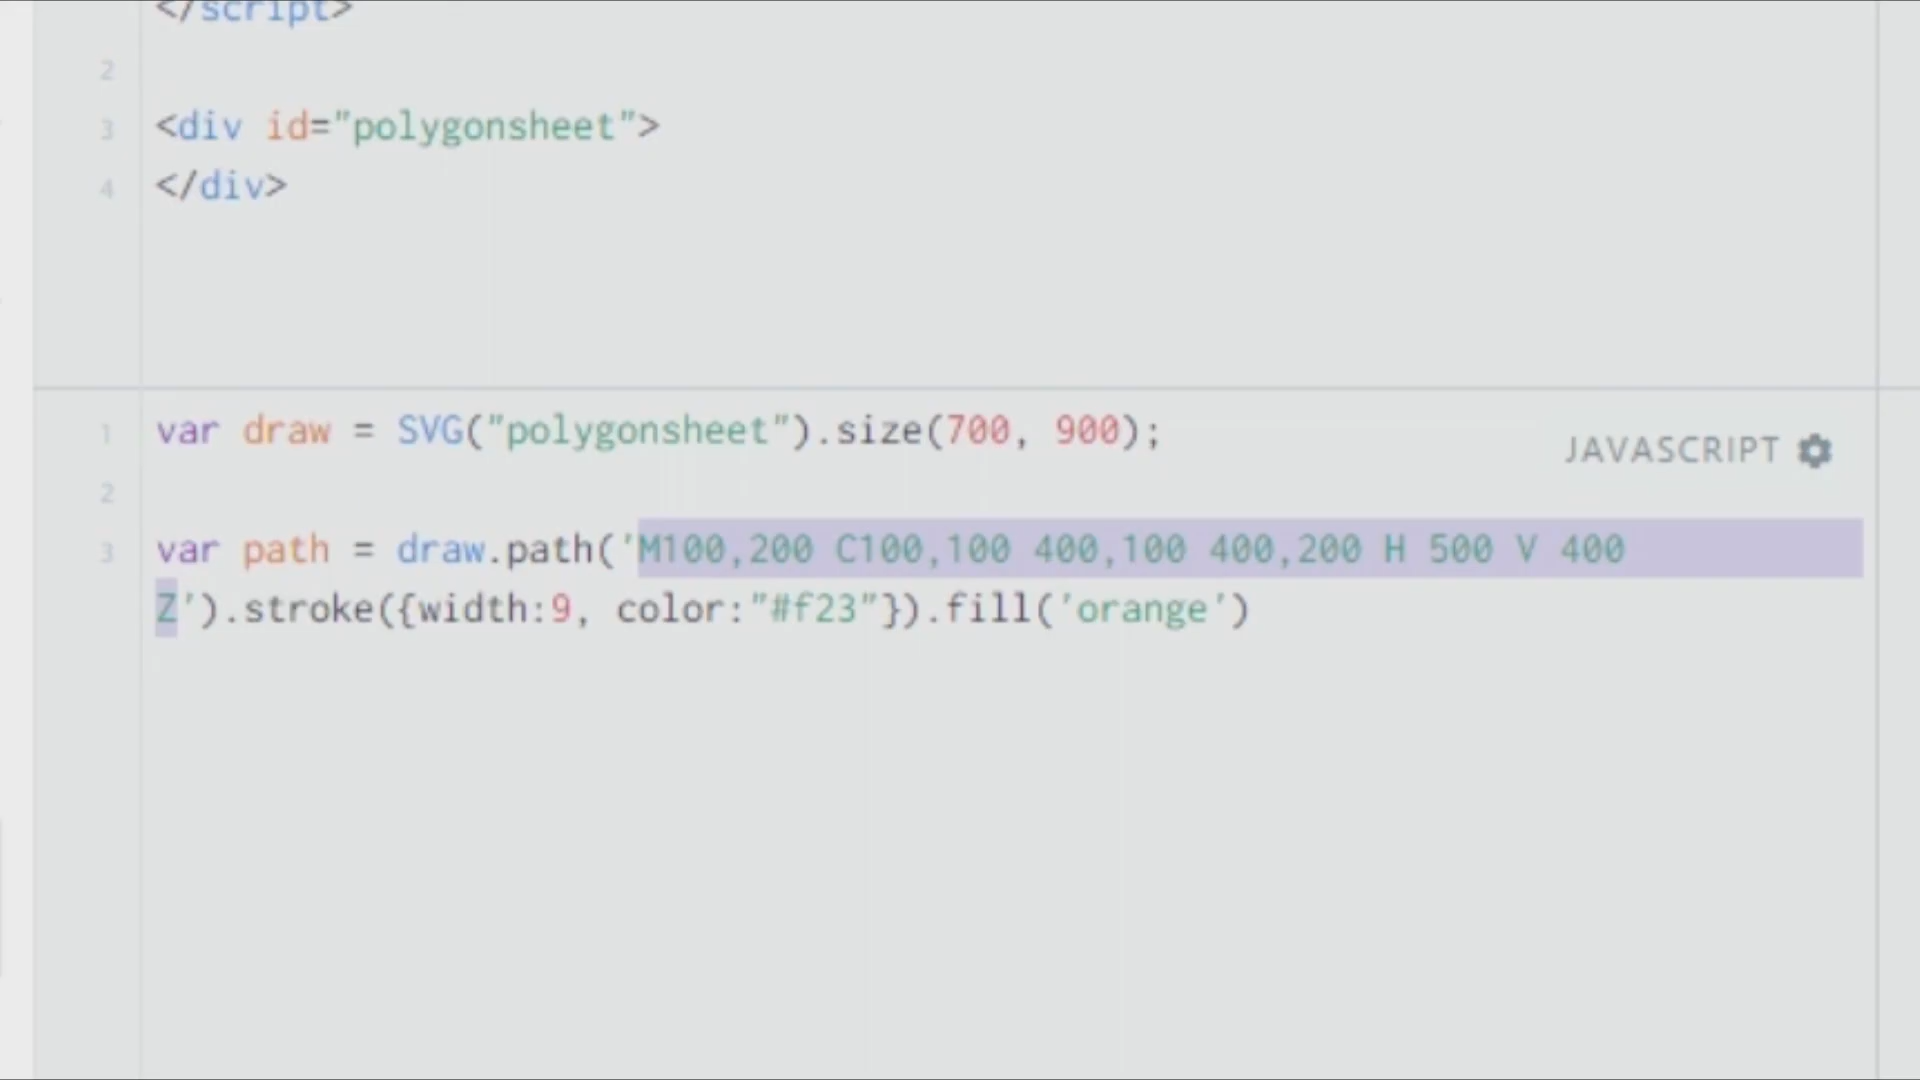 </script>
2
3 <div id="polygonsheet">
4 </div>
1 var draw = SVG("polygonsheet").size(700, 900);
JAVASCRIPT
2
3 var path = draw.path('M100,200 C100,100 400,100 400,200 H 500 V 400
Z').stroke({width:9, color:"#f23"}).fill('orange')